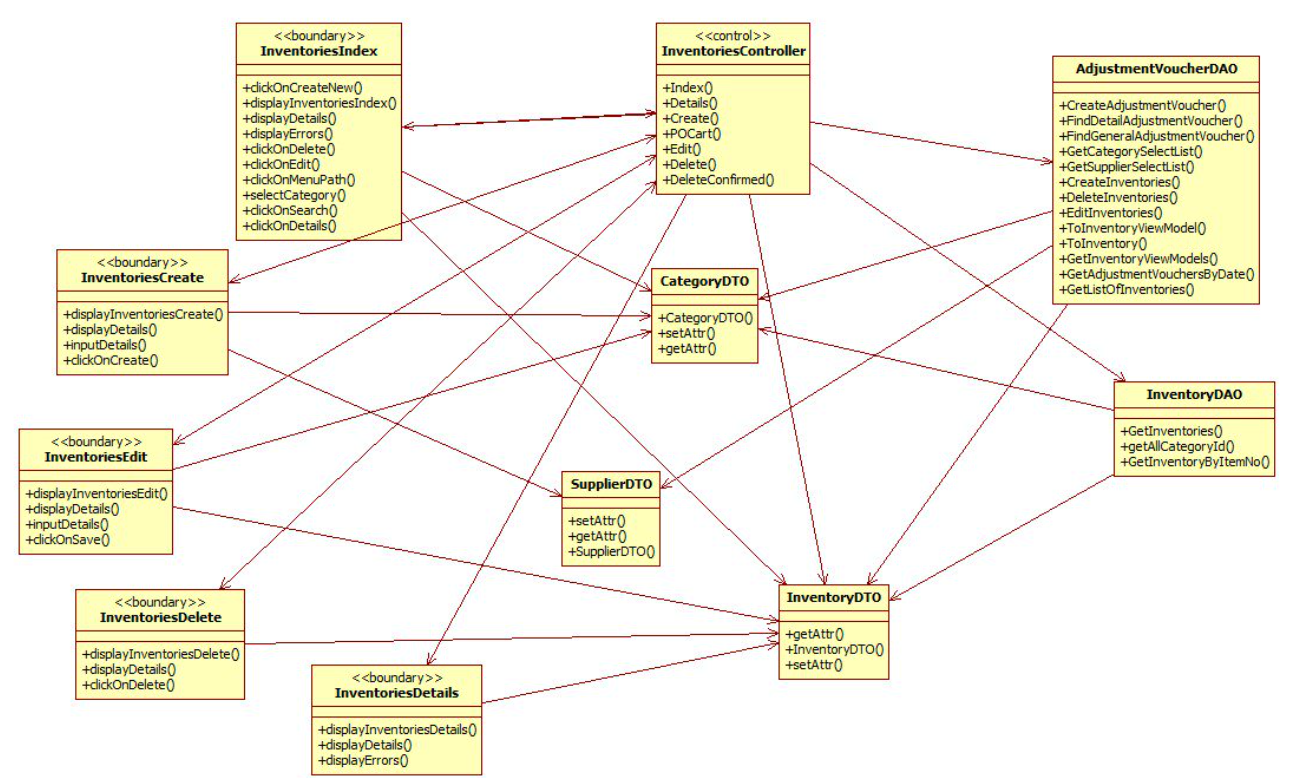 <<boundary>>
InventoriesIndex
+clickOnCreateNew()
+displayInventoriesIndex()
+displayDetails()
+displayErrors()
+clickOnDelete()
+clickOnEdit()
+clickOnMenuPath()
+selectCategory()
+clickOnSearch()
+clickOnDetails()
<<control>>
InventoriesController
+Index()
+Details()
+Create()
+POCart()
+Edit()
+Delete()
+DeleteConfirmed()
AdjustmentVoucherDAO
+CreateAdjustmentVoucher()
+FindDetailAdjustmentVoucher()
+FindGeneralAdjustmentVoucher()
+GetCategorySelectList()
+GetSupplierSelectList()
+CreateInventories()
+DeleteInventories()
+EditInventories()
+ToInventoryViewModel()
+ToInventory()
+GetInventoryViewModels()
+GetAdjustmentVouchersByDate()
+GetListOfInventories()
<<boundary>>
InventoriesCreate
+displayInventoriesCreate()
+displayDetails()
+inputDetails()
+clickOnCreate()
CategoryDTO
+CategoryDTO()
+setAttr()
+getAttr()
InventoryDAO
+GetInventories()
+getAllCategoryId()
+GetInventoryByItemNo()
<<boundary>>
InventoriesEdit
+displayInventoriesEdit()
+displayDetails()
+inputDetails()
+clickOnSave()
SupplierDTO
+setAttr()
+getAttr()
+SupplierDTO()
<<boundary>>
InventoriesDelete
+displayInventoriesDelete()
+displayDetails()
+clickOnDelete()
InventoryDTO
+getAttr()
+InventoryDTO()
+setAttr()
<<boundary>>
InventoriesDetails
+displayInventoriesDetails()
+displayDetails()
+displayErrors()